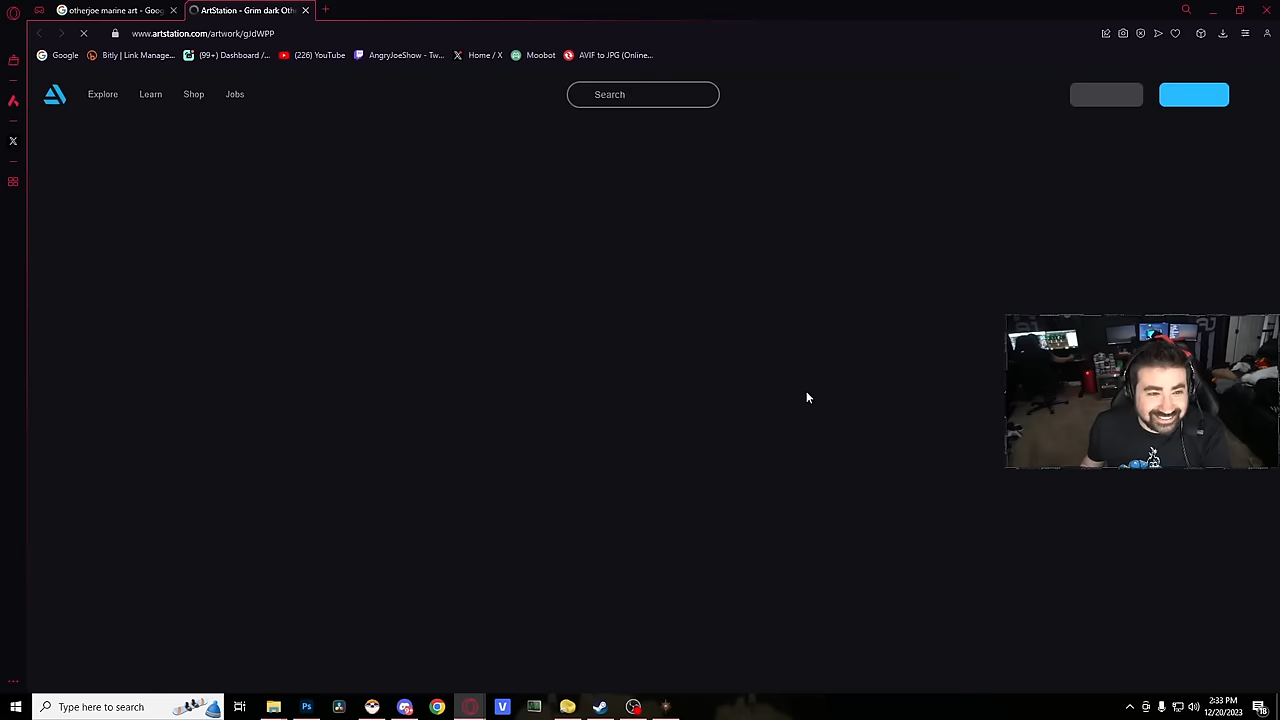 otherjoe marine art - Goog
ArtStation - Grim dark Oth
www.artstation.com/artwork/gJdWPP
Google
Bitly | Link Manage...
(99+) Dashboard /...
(226) YouTube
AngryJoeShow - Tw...
Home / X
Moobot
AVIF to JPG (Online...
Explore
Learn
Shop
Jobs
Search
Type here to search
2:33 PM
12/20/2033